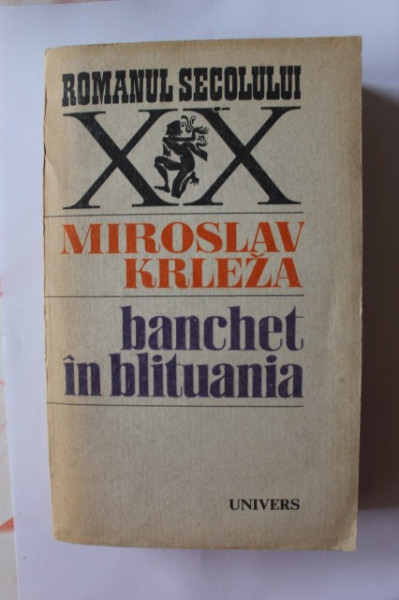 ROMANUL SECOLULUI
XX
MIROSLAV
KRLEŽA
banchet
în blituania
UNIVERS